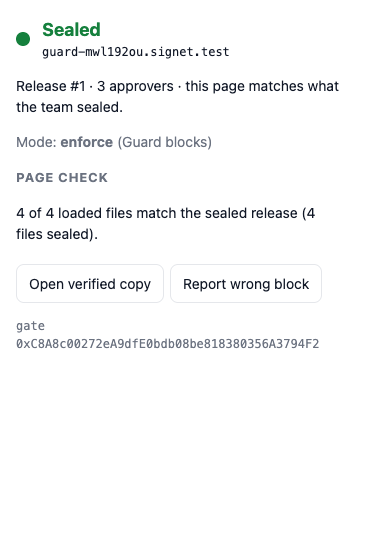 Sealed
guard-mwl192ou.signet.test
Release #1 · 3 approvers · this page matches what
the team sealed.
Mode: enforce (Guard blocks)
PAGE CHECK
4 of 4 loaded files match the sealed release (4
files sealed).
Open verified copy
Report wrong block
gate
0xC8A8c00272eA9dfE0bdb08be818380356A3794F2